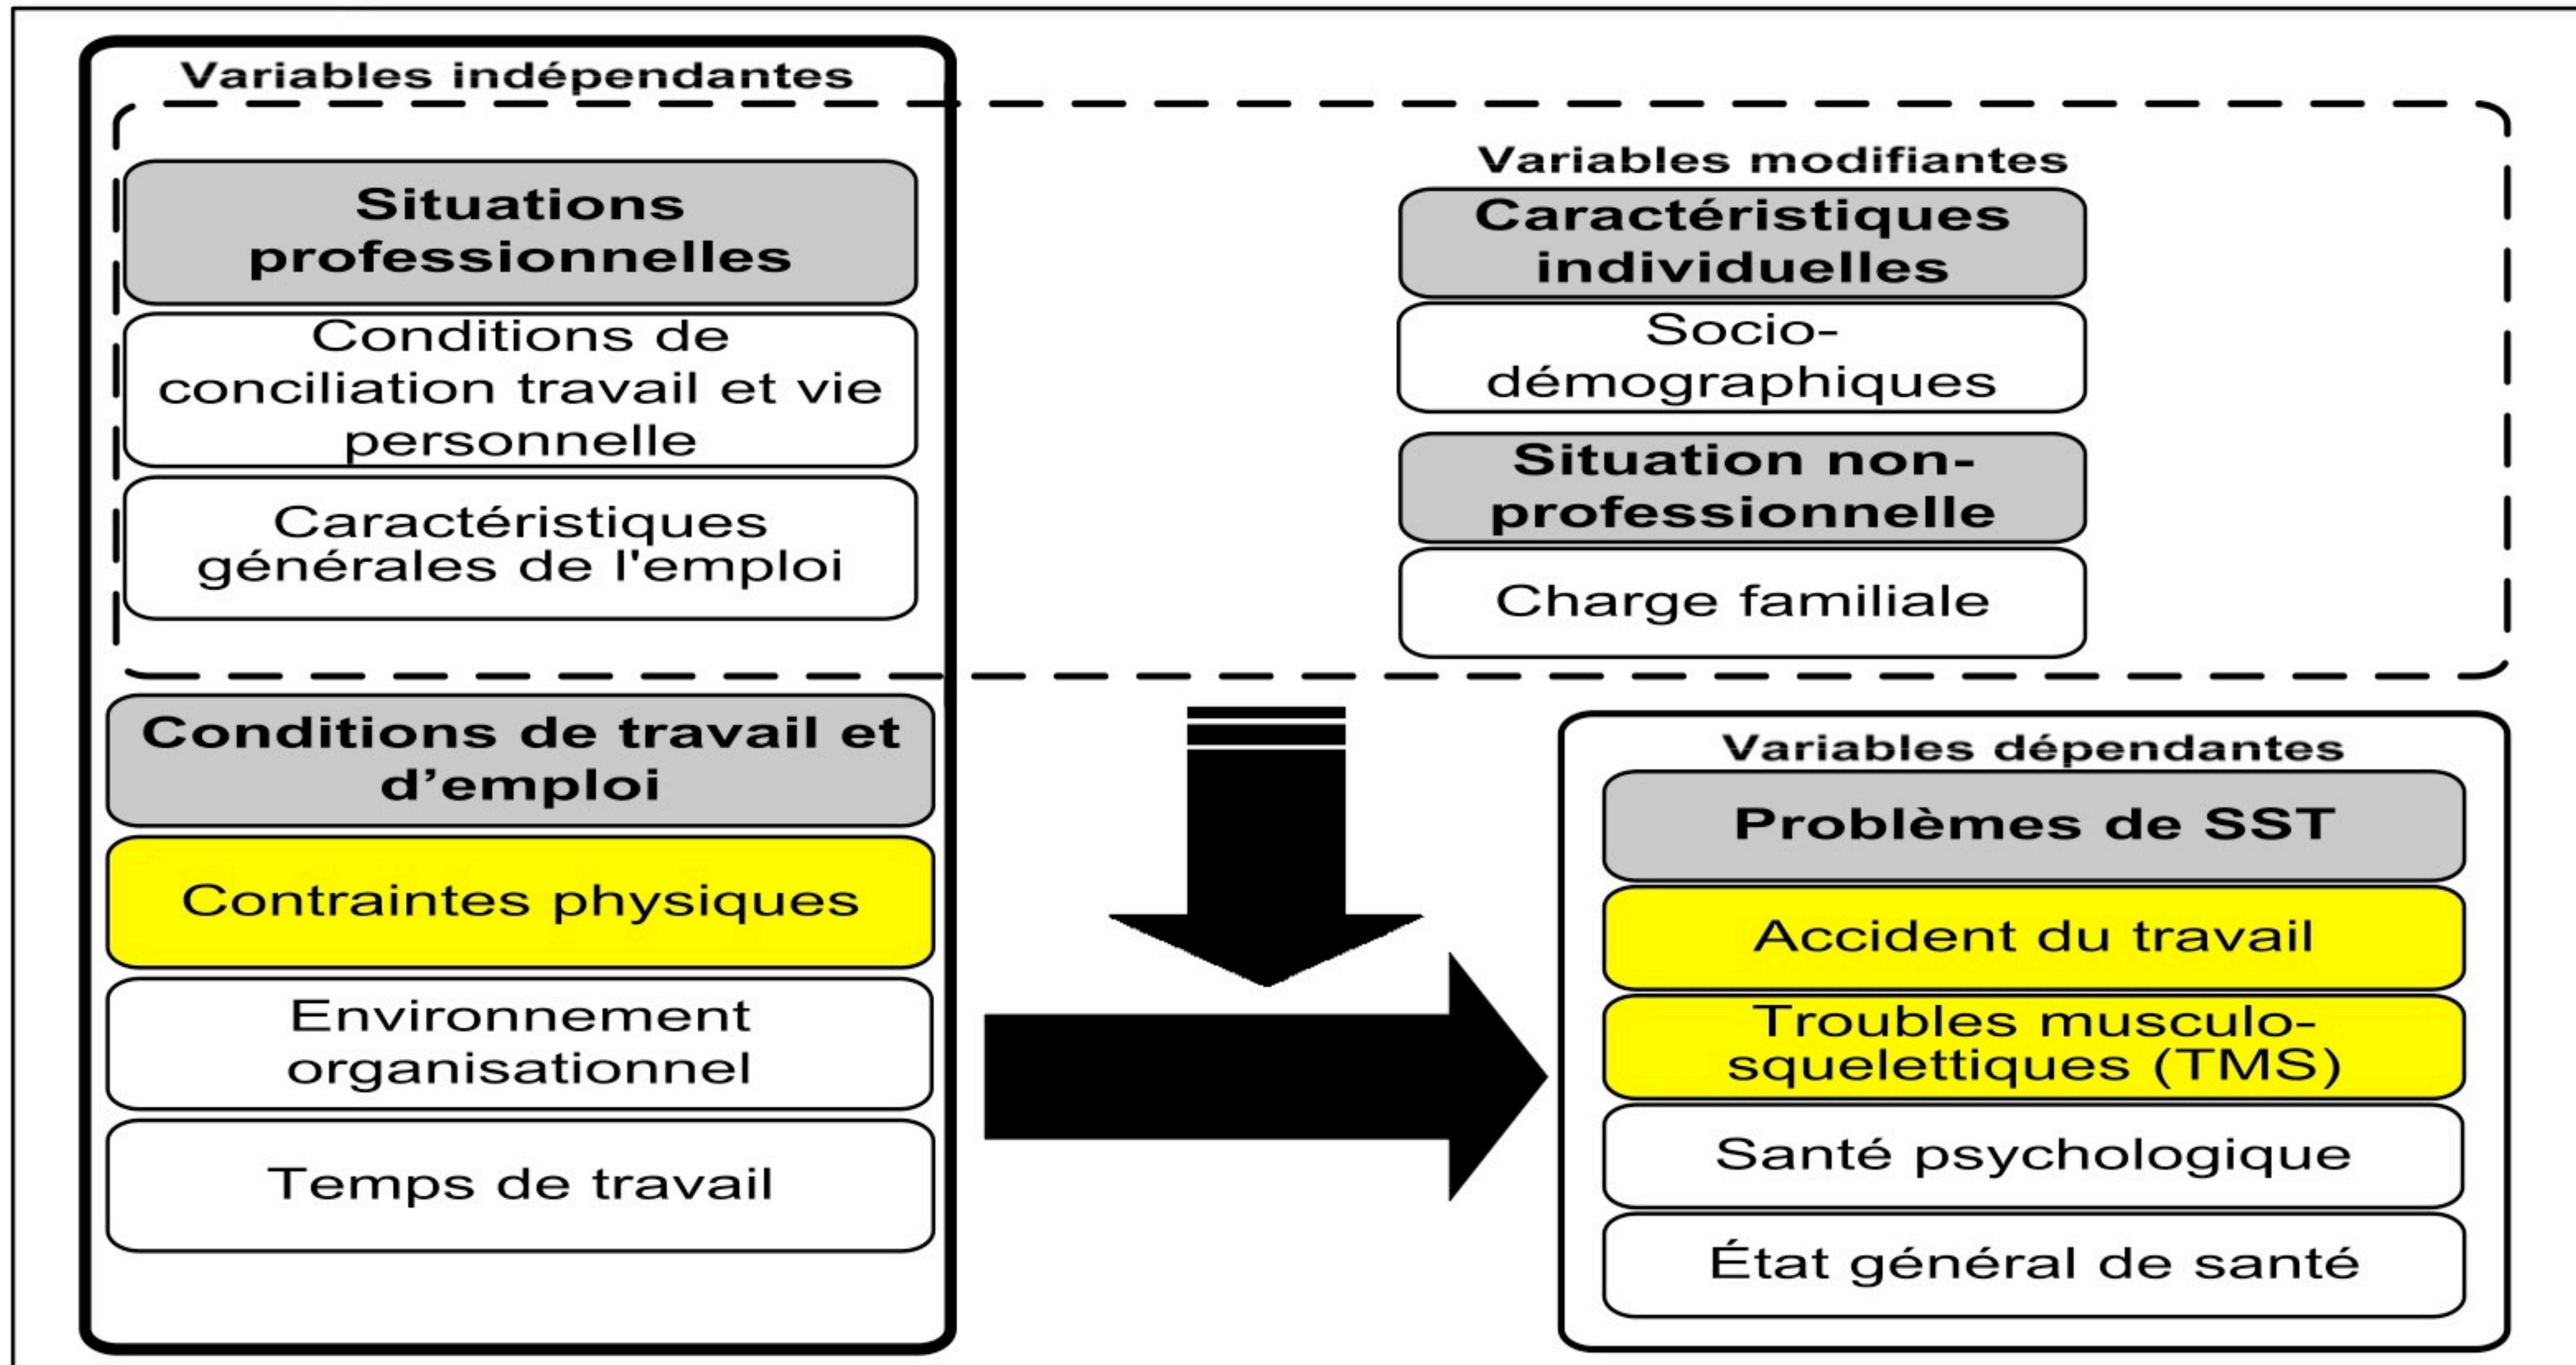 Variables indépendantes
Situations
professionnelles
Conditions de
conciliation travail et vie
personnelle
Caractéristiques
générales de l'emploi
Conditions de travail et
d’emploi
Contraintes physiques
Environnement
organisationnel
Temps de travail
Variables modifiantes
Caractéristiques
individuelles
Socio-
démographiques
Situation non-
professionnelle
Charge familiale
Variables dépendantes
Problèmes de SST
Accident du travail
Troubles musculo-
squelettiques (TMS)
Santé psychologique
État général de santé